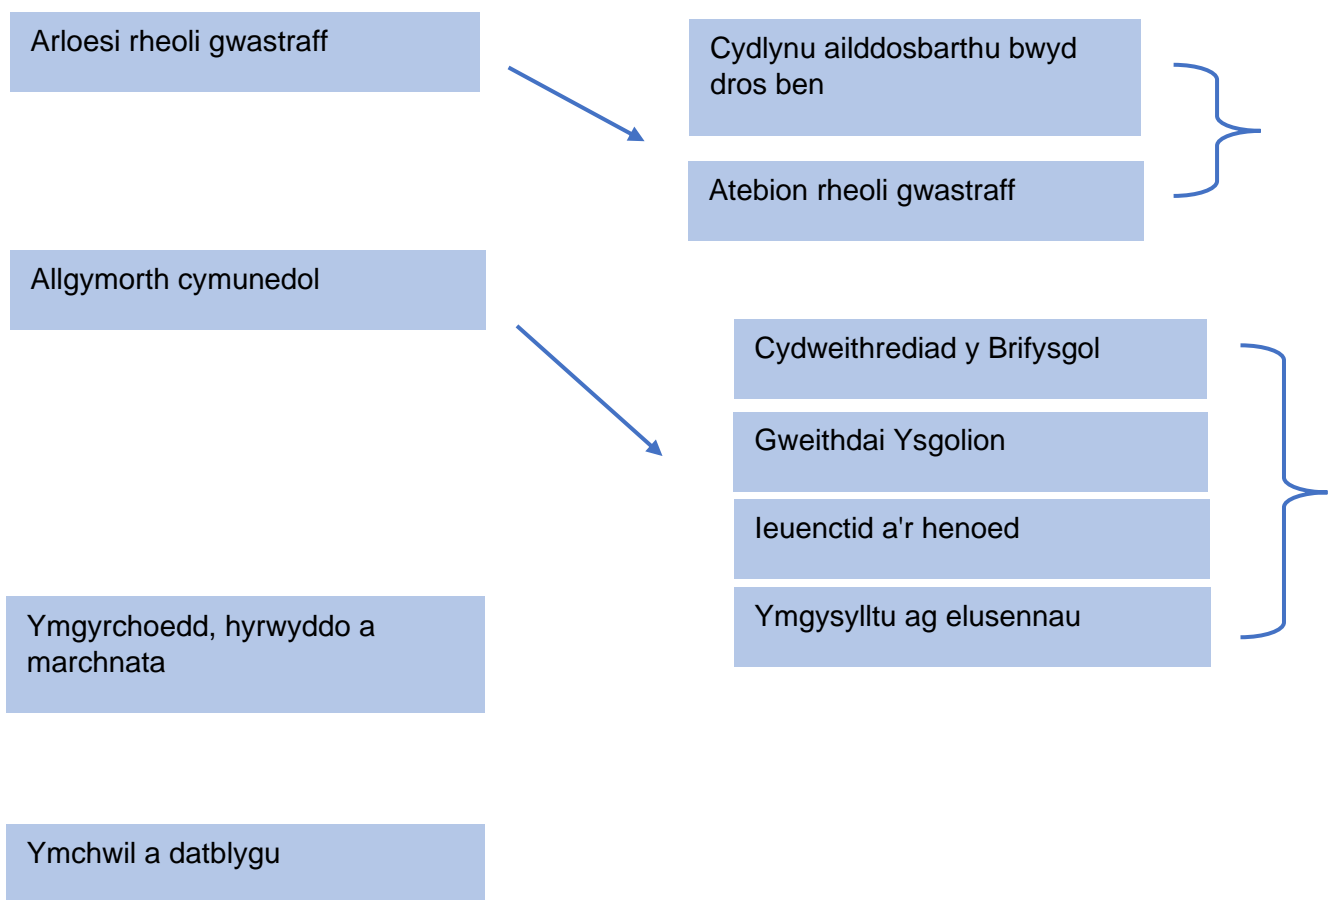 Arloesi rheoli gwastraff
Cydlynu ailddosbarthu bwyd
dros ben
Atebion rheoli gwastraff
Allgymorth cymunedol
Cydweithrediad y Brifysgol
Gweithdai Ysgolion
Ieuenctid a'r henoed
Ymgysylltu ag elusennau
Ymgyrchoedd, hyrwyddo a
marchnata
Ymchwil a datblygu